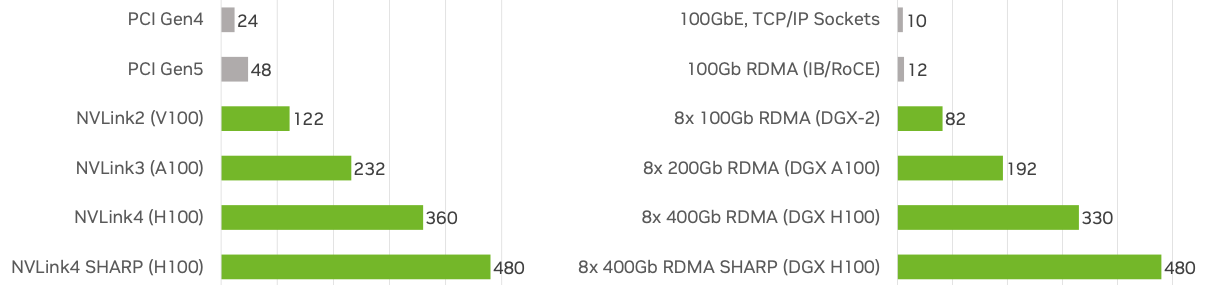 PCI Gen4 24
PCI Gen5 48
NVLink2 (V100) 122
NVLink3 (A100) 232
NVLink4 (H100) 360
NVLink4 SHARP (H100) 480
100GbE, TCP/IP Sockets 10
100Gb RDMA (IB/RoCE) 12
8x 100Gb RDMA (DGX-2) 82
8x 200Gb RDMA (DGX A100) 192
8x 400Gb RDMA (DGX H100) 330
8x 400Gb RDMA SHARP (DGX H100) 480